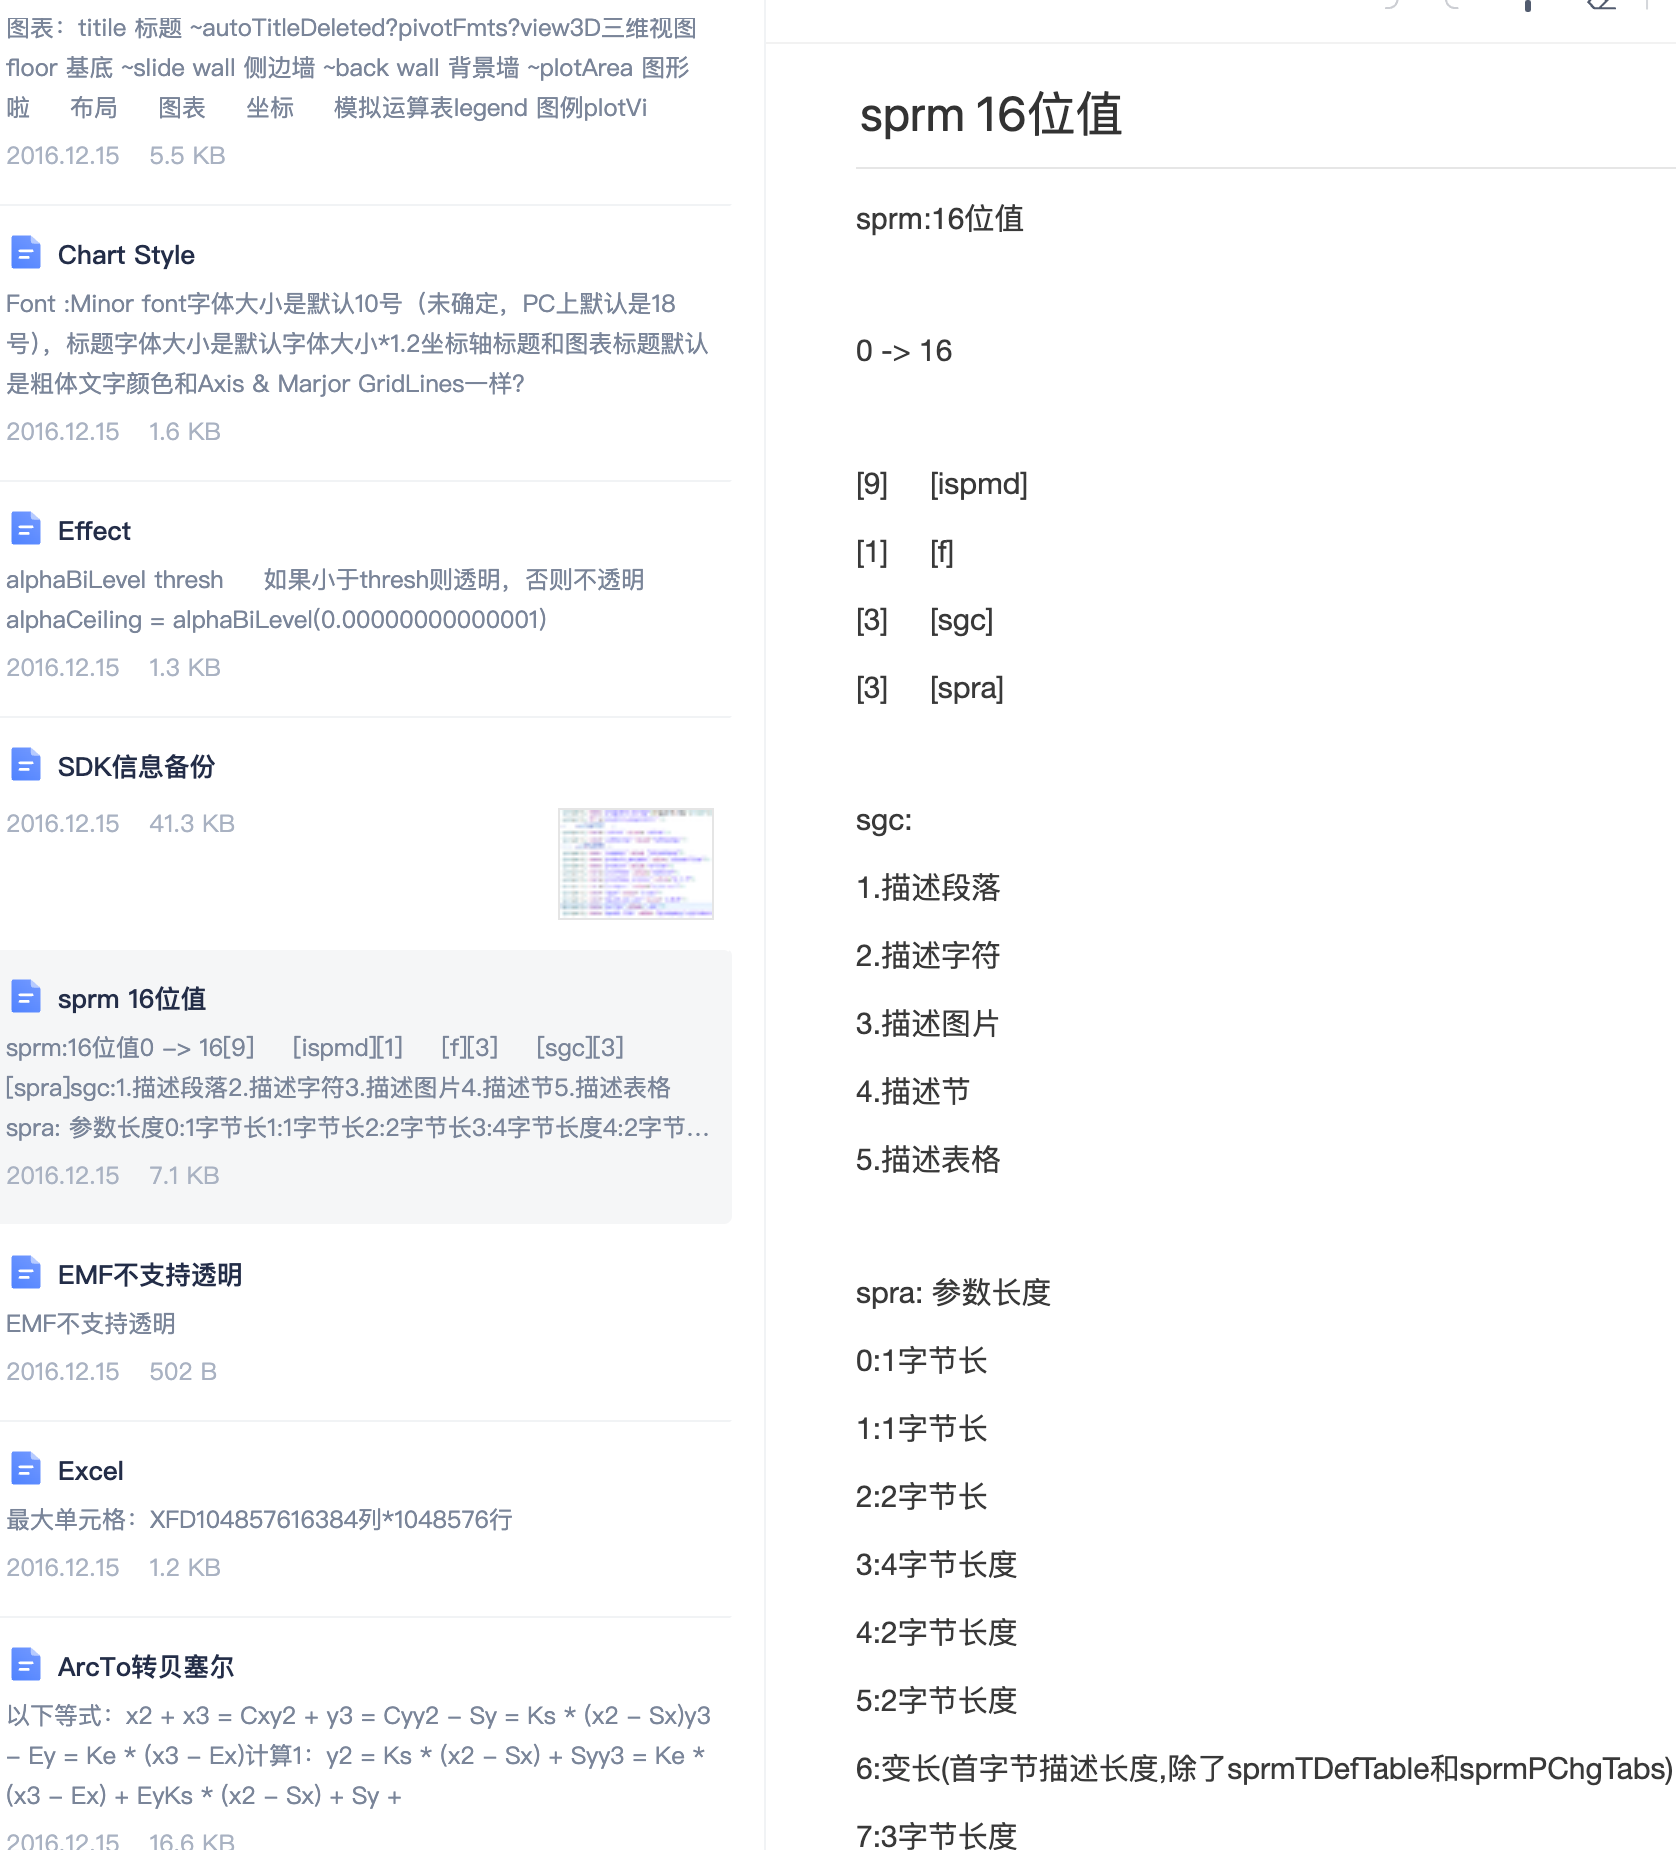 图表：titile 标题 ~autoTitleDeleted?pivotFmts?view3D三维视图
floor 基底 ~slide wall 侧边墙 ~back wall 背景墙 ~plotArea 图形
啦 布局 图表 坐标 模拟运算表legend 图例plotVi
2016.12.15 5.5 KB
Chart Style
Font :Minor font字体大小是默认10号（未确定，PC上默认是18
号），标题字体大小是默认字体大小*1.2坐标轴标题和图表标题默认
是粗体文字颜色和Axis & Marjor GridLines一样?
2016.12.15 1.6 KB
Effect
alphaBiLevel thresh 如果小于thresh则透明，否则不透明
alphaCeiling = alphaBiLevel(0.00000000000001)
2016.12.15 1.3 KB
SDK信息备份
2016.12.15 41.3 KB
sprm 16位值
sprm:16位值0 –> 16[9] [ispmd][1] [f][3] [sgc][3]
[spra]sgc:1.描述段落2.描述字符3.描述图片4.描述节5.描述表格
spra: 参数长度0:1字节长1:1字节长2:2字节长3:4字节长度4:2字节...
2016.12.15 7.1 KB
EMF不支持透明
EMF不支持透明
2016.12.15 502 B
Excel
最大单元格：XFD104857616384列*1048576行
2016.12.15 1.2 KB
ArcTo转贝塞尔
以下等式：x2 + x3 = Cxy2 + y3 = Cyy2 – Sy = Ks * (x2 – Sx)y3
– Ey = Ke * (x3 – Ex)计算1：y2 = Ks * (x2 – Sx) + Syy3 = Ke *
(x3 – Ex) + EyKs * (x2 – Sx) + Sy +
2016.12.15 16.6 KB
sprm 16位值
sprm:16位值
0 -> 16
[9] [ispmd]
[1] [f]
[3] [sgc]
[3] [spra]
sgc:
1.描述段落
2.描述字符
3.描述图片
4.描述节
5.描述表格
spra: 参数长度
0:1字节长
1:1字节长
2:2字节长
3:4字节长度
4:2字节长度
5:2字节长度
6:变长(首字节描述长度,除了sprmTDefTable和sprmPChgTabs)
7:3字节长度